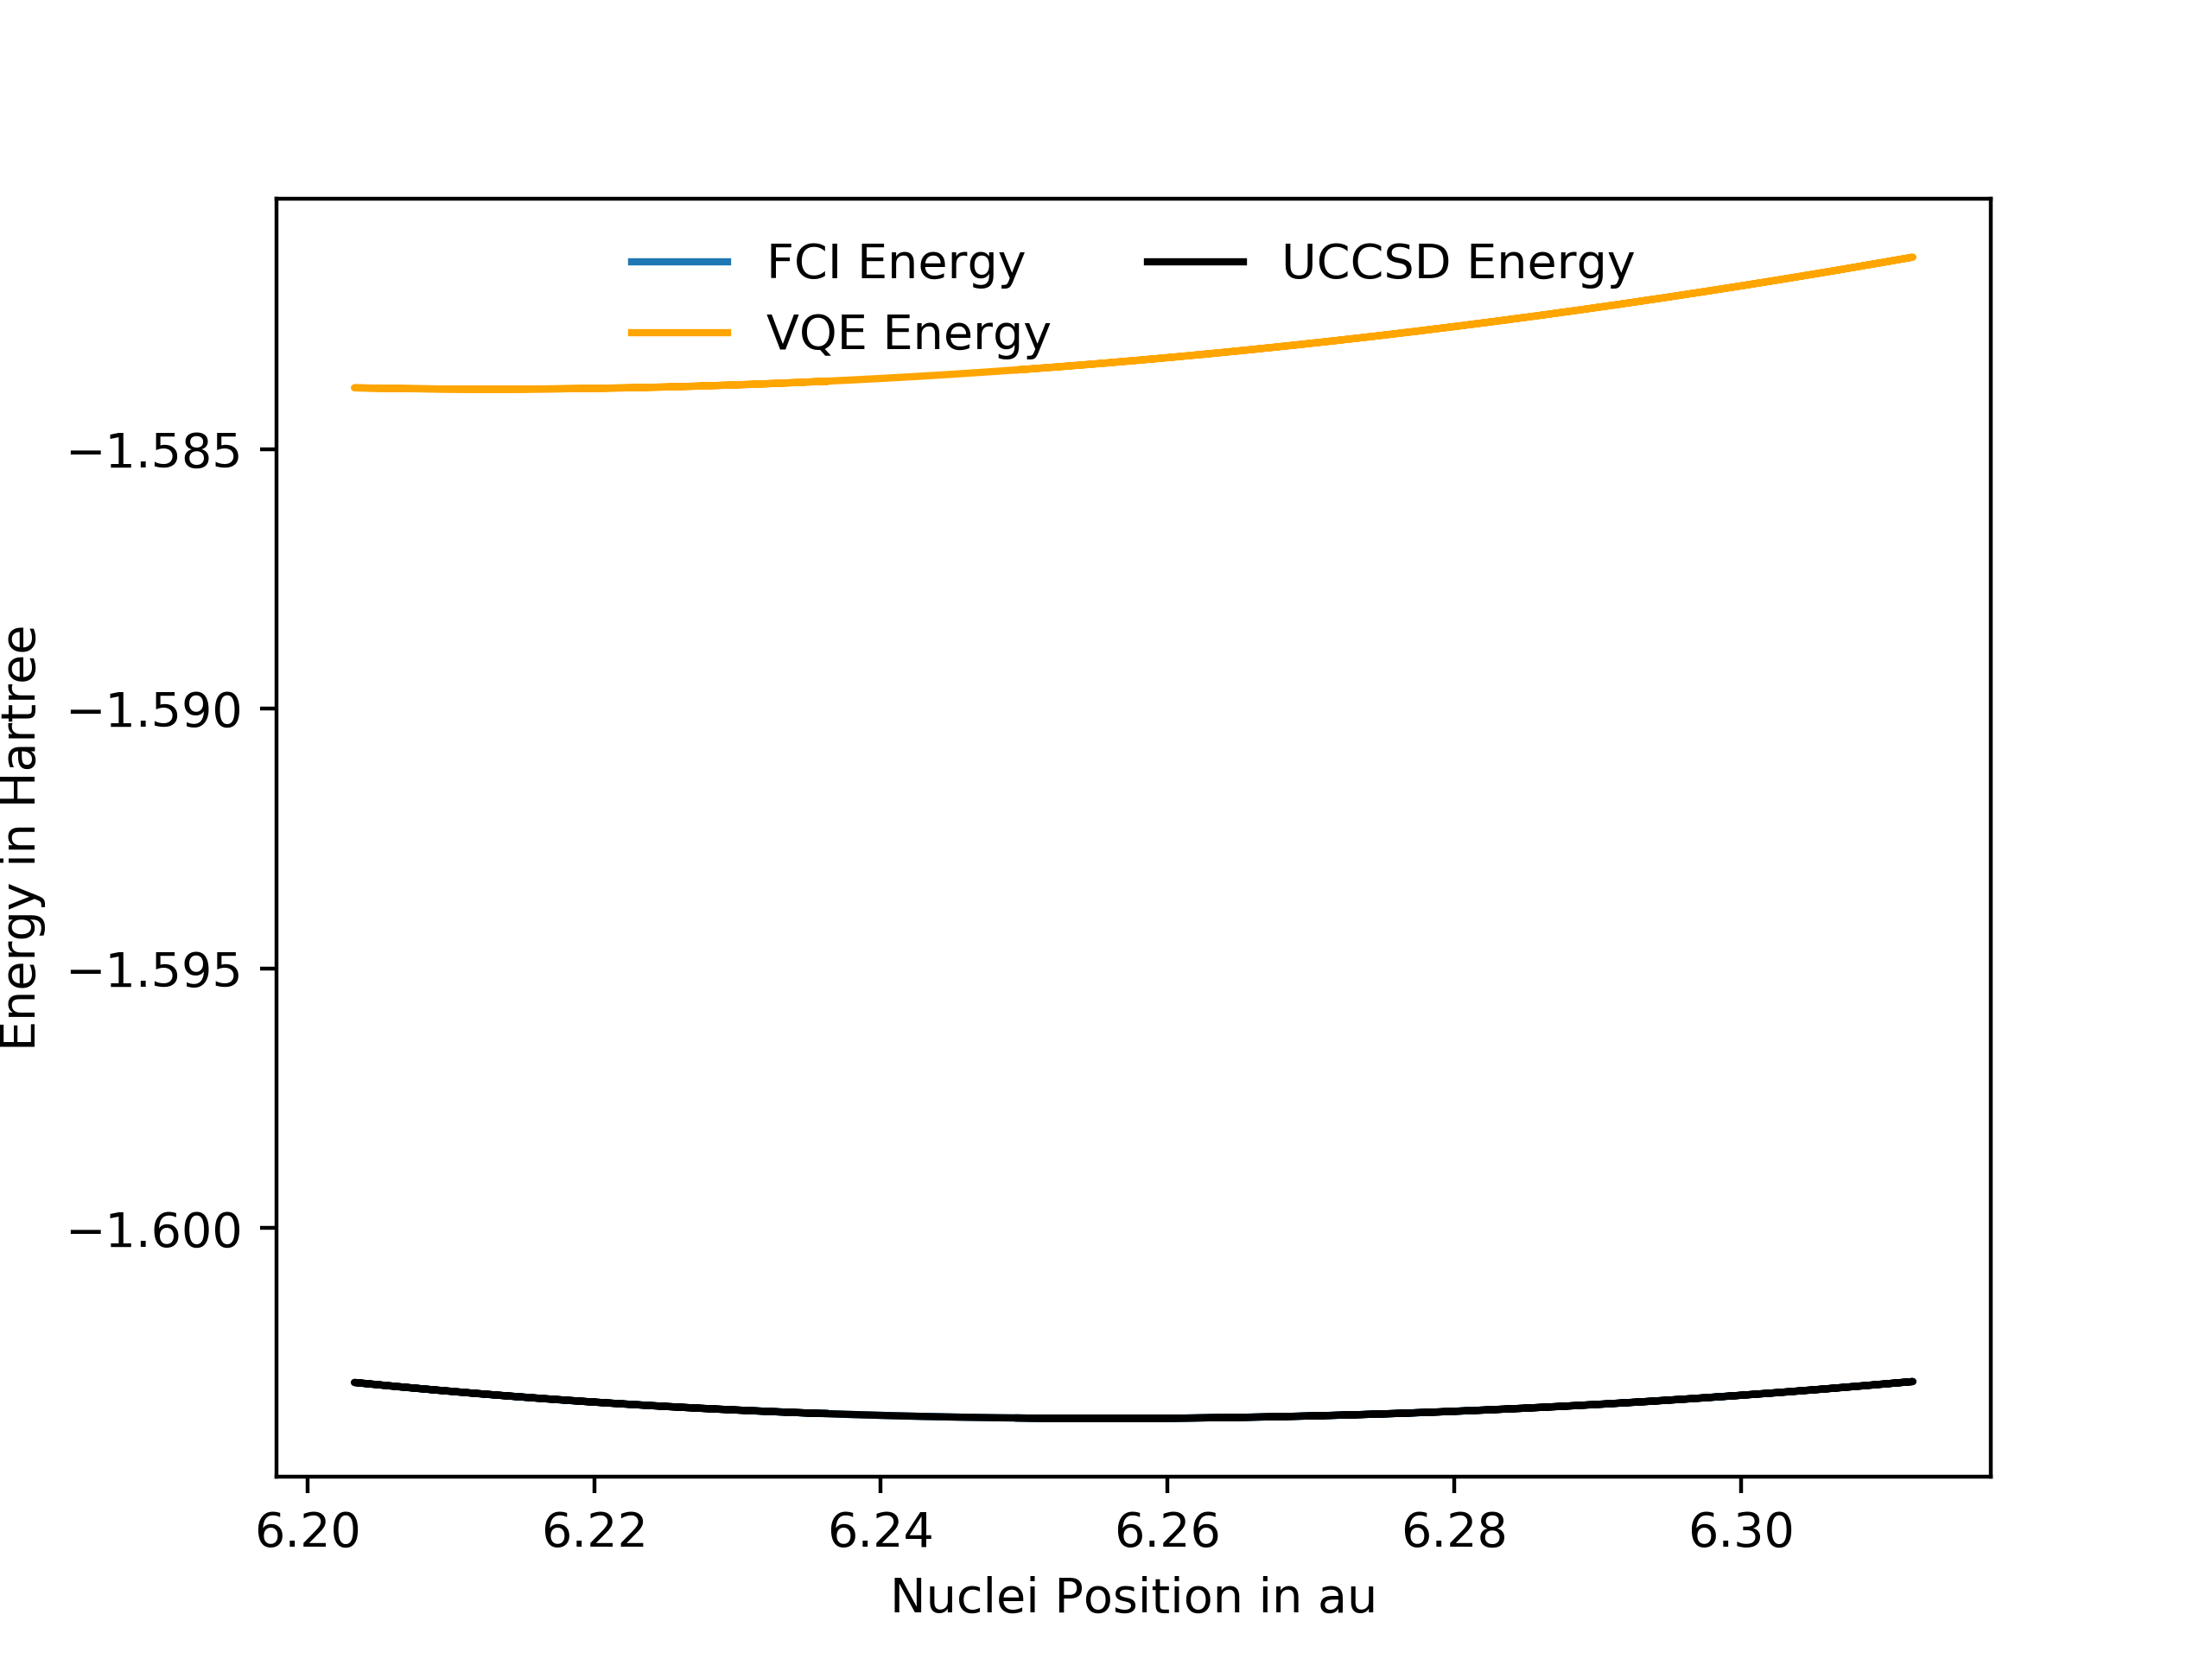 FCI Energy
VQE Energy
UCCSD Energy
−1.585
−1.590
−1.595
−1.600
Energy in Hartree
6.20 6.22 6.24 6.26 6.28 6.30
Nuclei Position in au